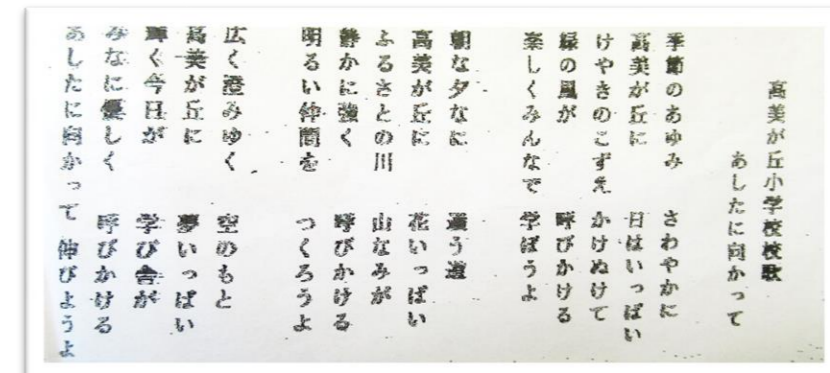 高美が丘小学校校歌
あしたに向かって
季節のあゆみ　さわやかに
高美が丘に　日はいっぱい
けやきのこずえ　かけぬけて
緑の風が　呼びかける
楽しくみんなで　学ぼうよ
朝な夕なに　通う道
高美が丘に　花いっぱい
ふるさとの川　山なみが
静かに強く　呼びかける
明るい仲間を　つくろうよ
広く澄みゆく　空のもと
高美が丘に　夢いっぱい
輝く今日が　学び舎が
みなに優しく　呼びかける
あしたに向かって　伸びようよ